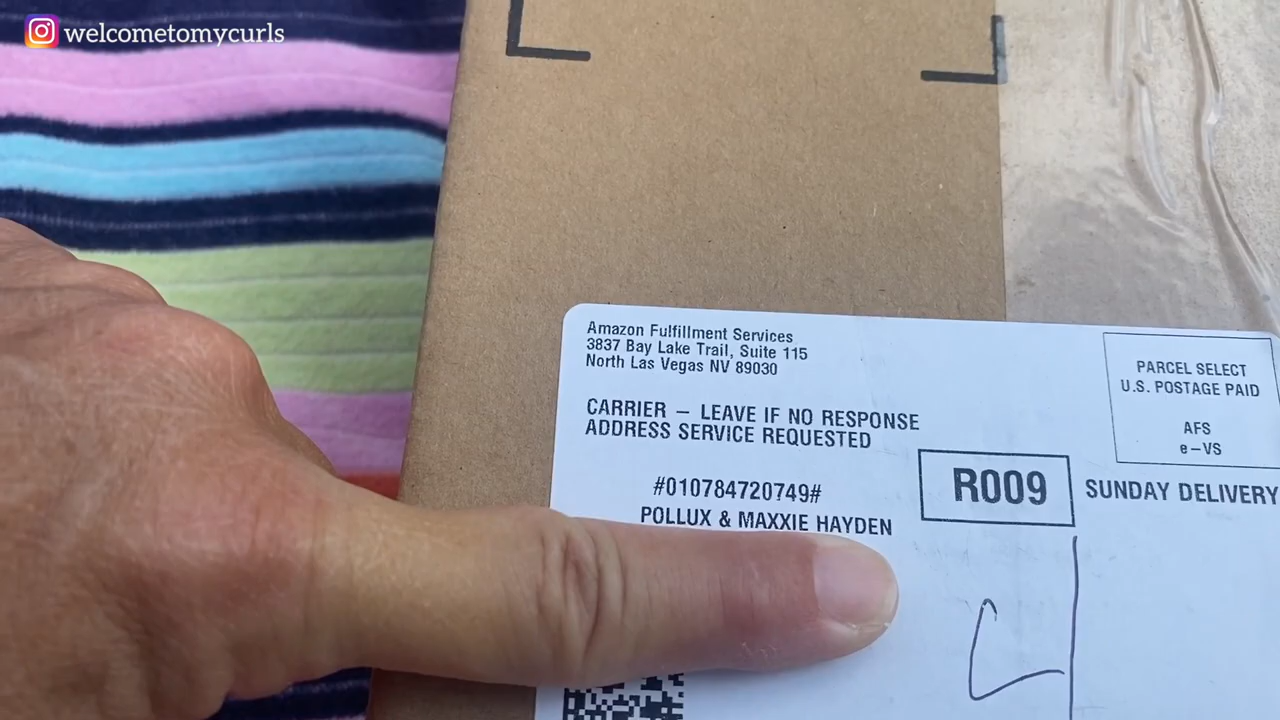 welcometomycurls
Amazon Fulfillment Services
3837 Bay Lake Trail, Suite 115
North Las Vegas NV 89030
PARCEL SELECT
U.S. POSTAGE PAID
AFS
e-VS
CARRIER – LEAVE IF NO RESPONSE
ADDRESS SERVICE REQUESTED
#010784720749#
POLLUX & MAXXIE HAYDEN
R009
SUNDAY DELIVERY